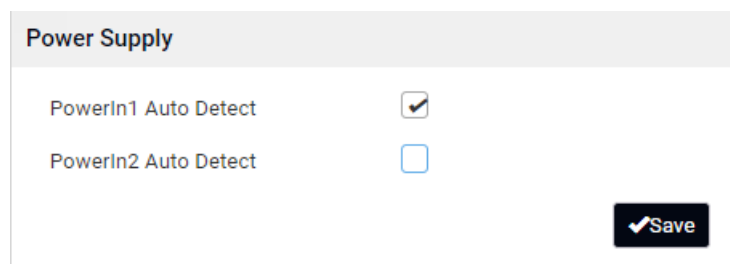 Power Supply
PowerIn1 Auto Detect
PowerIn2 Auto Detect
Save